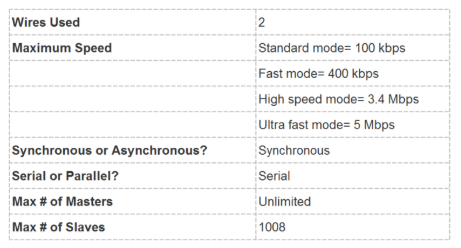 Wires Used 2
Maximum Speed Standard mode= 100 kbps
Fast mode= 400 kbps
High speed mode= 3.4 Mbps
Ultra fast mode= 5 Mbps
Synchronous or Asynchronous? Synchronous
Serial or Parallel? Serial
Max # of Masters Unlimited
Max # of Slaves 1008